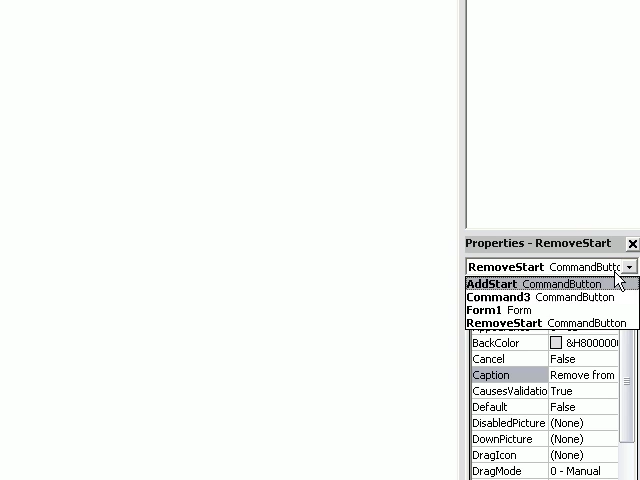 Properties - RemoveStart
RemoveStart CommandButto
AddStart CommandButton
Command3 CommandButton
Form1 Form
RemoveStart CommandButton
BackColor &H8000000
Cancel False
Caption Remove from
CausesValidatio True
Default False
DisabledPicture (None)
DownPicture (None)
DragIcon (None)
DragMode 0 - Manual